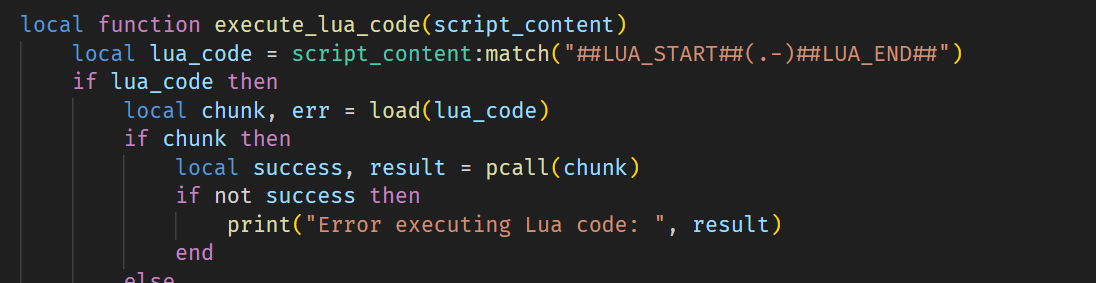 local function execute_lua_code(script_content)
    local lua_code = script_content:match("##LUA_START##(.-)##LUA_END##")
    if lua_code then
        local chunk, err = load(lua_code)
        if chunk then
            local success, result = pcall(chunk)
            if not success then
                print("Error executing Lua code: ", result)
            end
        else